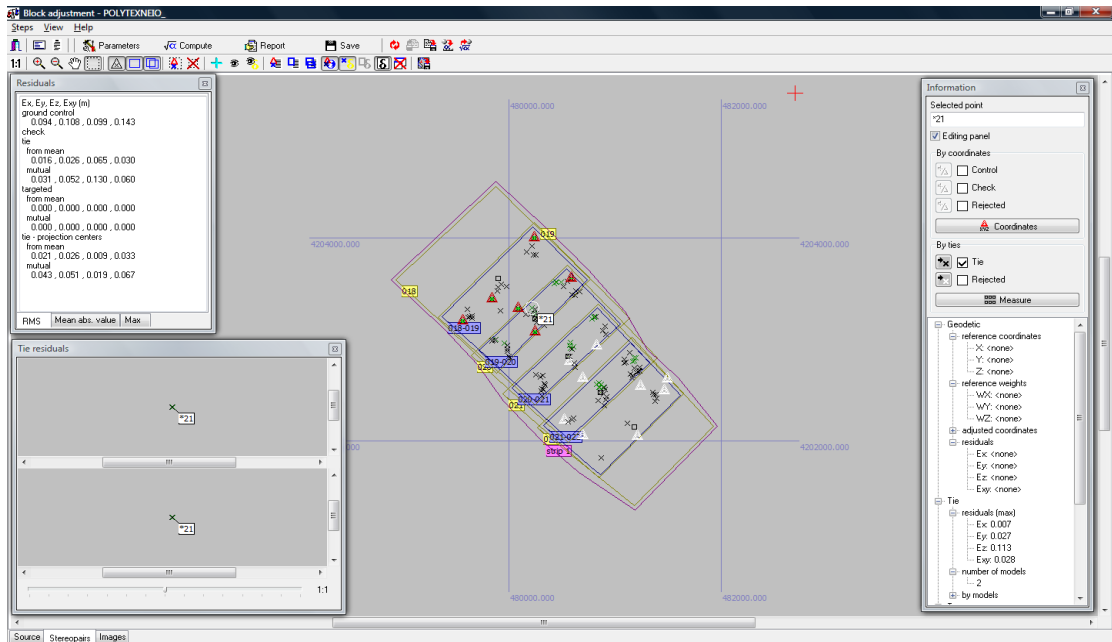 Block adjustment - POLYTEXNEIO_
Steps View Help
Parameters √α Compute Report Save
1:1
Residuals
Ex, Ey, Ez, Exy (m)
ground control
0.094 , 0.108 , 0.099 , 0.143
check
tie
from mean
0.016 , 0.026 , 0.065 , 0.030
mutual
0.031 , 0.052 , 0.130 , 0.060
targeted
from mean
0.000 , 0.000 , 0.000 , 0.000
mutual
0.000 , 0.000 , 0.000 , 0.000
tie - projection centers
from mean
0.021 , 0.026 , 0.009 , 0.033
mutual
0.043 , 0.051 , 0.019 , 0.067
RMS Mean abs. value Max
Tie residuals
*21
*21
1:1
480000.000 482000.000
4204000.000 4204000.000
019
018
018-019
*21
019-020
020-021
strip 1
4202000.000
480000.000 482000.000
Information
Selected point
*21
Editing panel
By coordinates
Control
Check
Rejected
Coordinates
By ties
Tie
Rejected
Measure
Geodetic
reference coordinates
X: <none>
Y: <none>
Z: <none>
reference weights
WX: <none>
WY: <none>
WZ: <none>
adjusted coordinates
residuals
Ex: <none>
Ey: <none>
Ez: <none>
Exy: <none>
Tie
residuals (max)
Ex: 0.007
Ey: 0.027
Ez: 0.113
Exy: 0.028
number of models
2
by models
Source Stereopairs Images